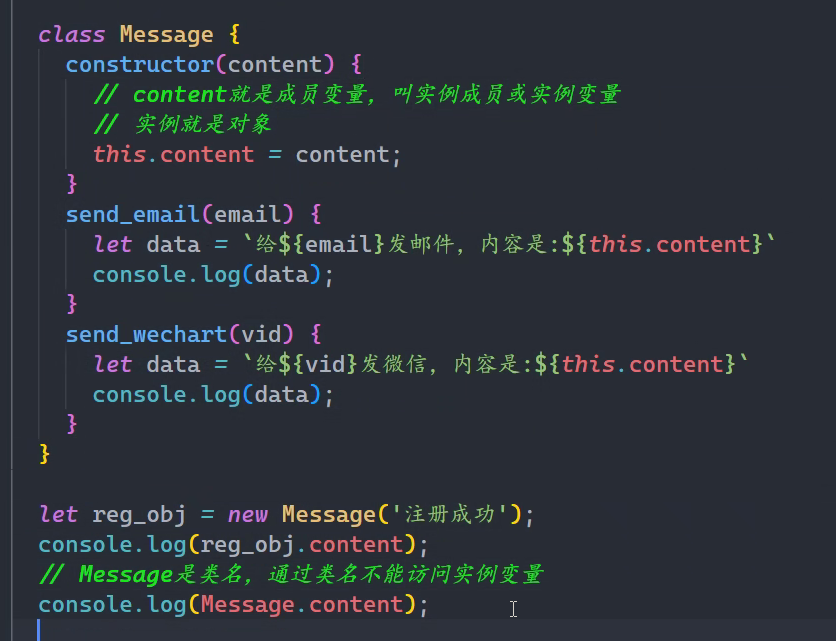 class Message {
constructor(content) {
// content就是成员变量，叫实例成员或实例变量
// 实例就是对象
this.content = content;
}
send_email(email) {
let data = `给${email}发邮件，内容是:${this.content}`
console.log(data);
}
send_wechart(vid) {
let data = `给${vid}发微信，内容是:${this.content}`
console.log(data);
}
}
let reg_obj = new Message('注册成功');
console.log(reg_obj.content);
// Message是类名，通过类名不能访问实例变量
console.log(Message.content);